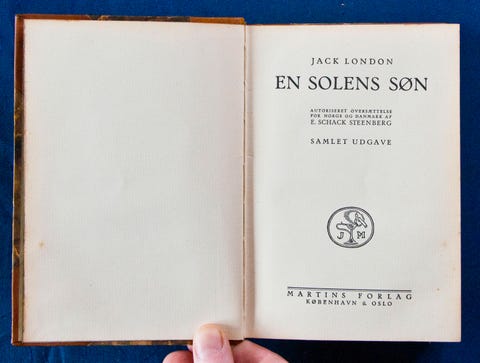 JACK LONDON
EN SOLENS SØN
AUTORISERET OVERSÆTTELSE
FOR NORGE OG DANMARK AF
E. SCHACK STEENBERG
SAMLET UDGAVE
J M
MARTINS FORLAG
KØBENHAVN & OSLO